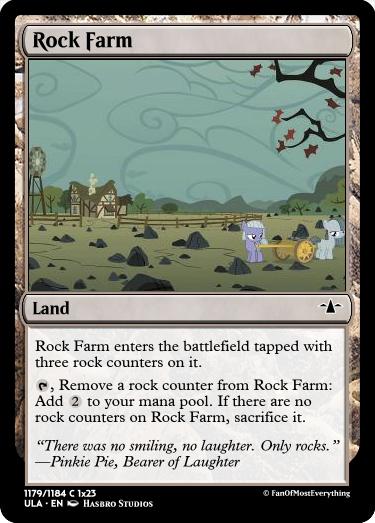 Rock Farm
Land
Rock Farm enters the battlefield tapped with
three rock counters on it.
, Remove a rock counter from Rock Farm:
Add 2 to your mana pool. If there are no
rock counters on Rock Farm, sacrifice it.
“There was no smiling, no laughter. Only rocks.”
—Pinkie Pie, Bearer of Laughter
1179/1184 C 1x23
ULA · EN Hasbro Studios
© FanOfMostEverything